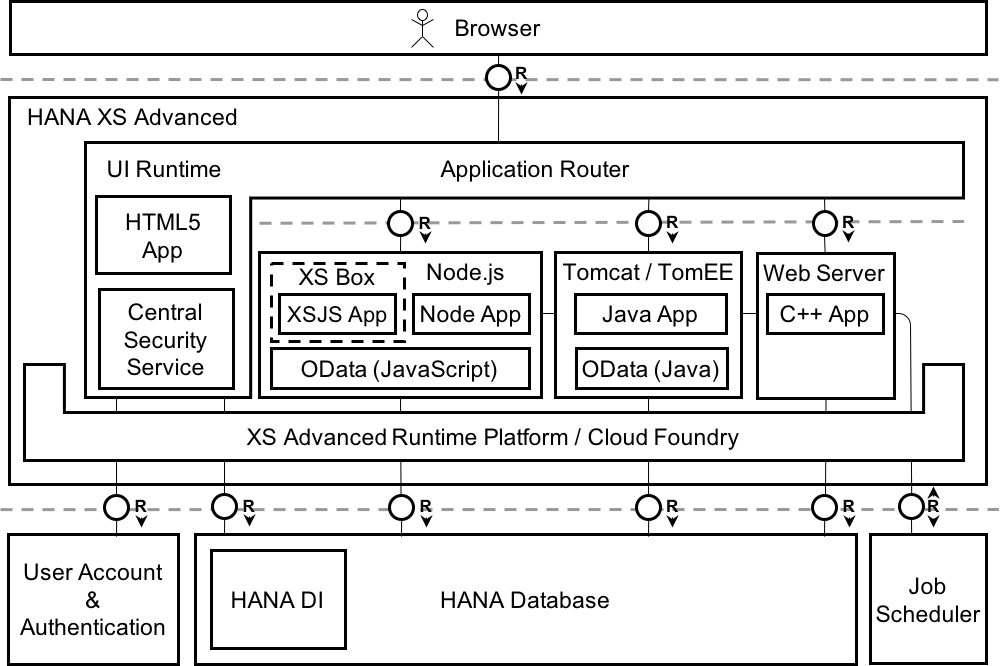 Browser
R
HANA XS Advanced
UI Runtime
Application Router
HTML5
App
R
R
R
XS Box
Node.js
Tomcat / TomEE
Web Server
XSJS App
Node App
Java App
C++ App
Central
Security
Service
OData (JavaScript)
OData (Java)
XS Advanced Runtime Platform / Cloud Foundry
R
R
R
R
R
R
User Account
&
Authentication
HANA DI
HANA Database
Job
Scheduler